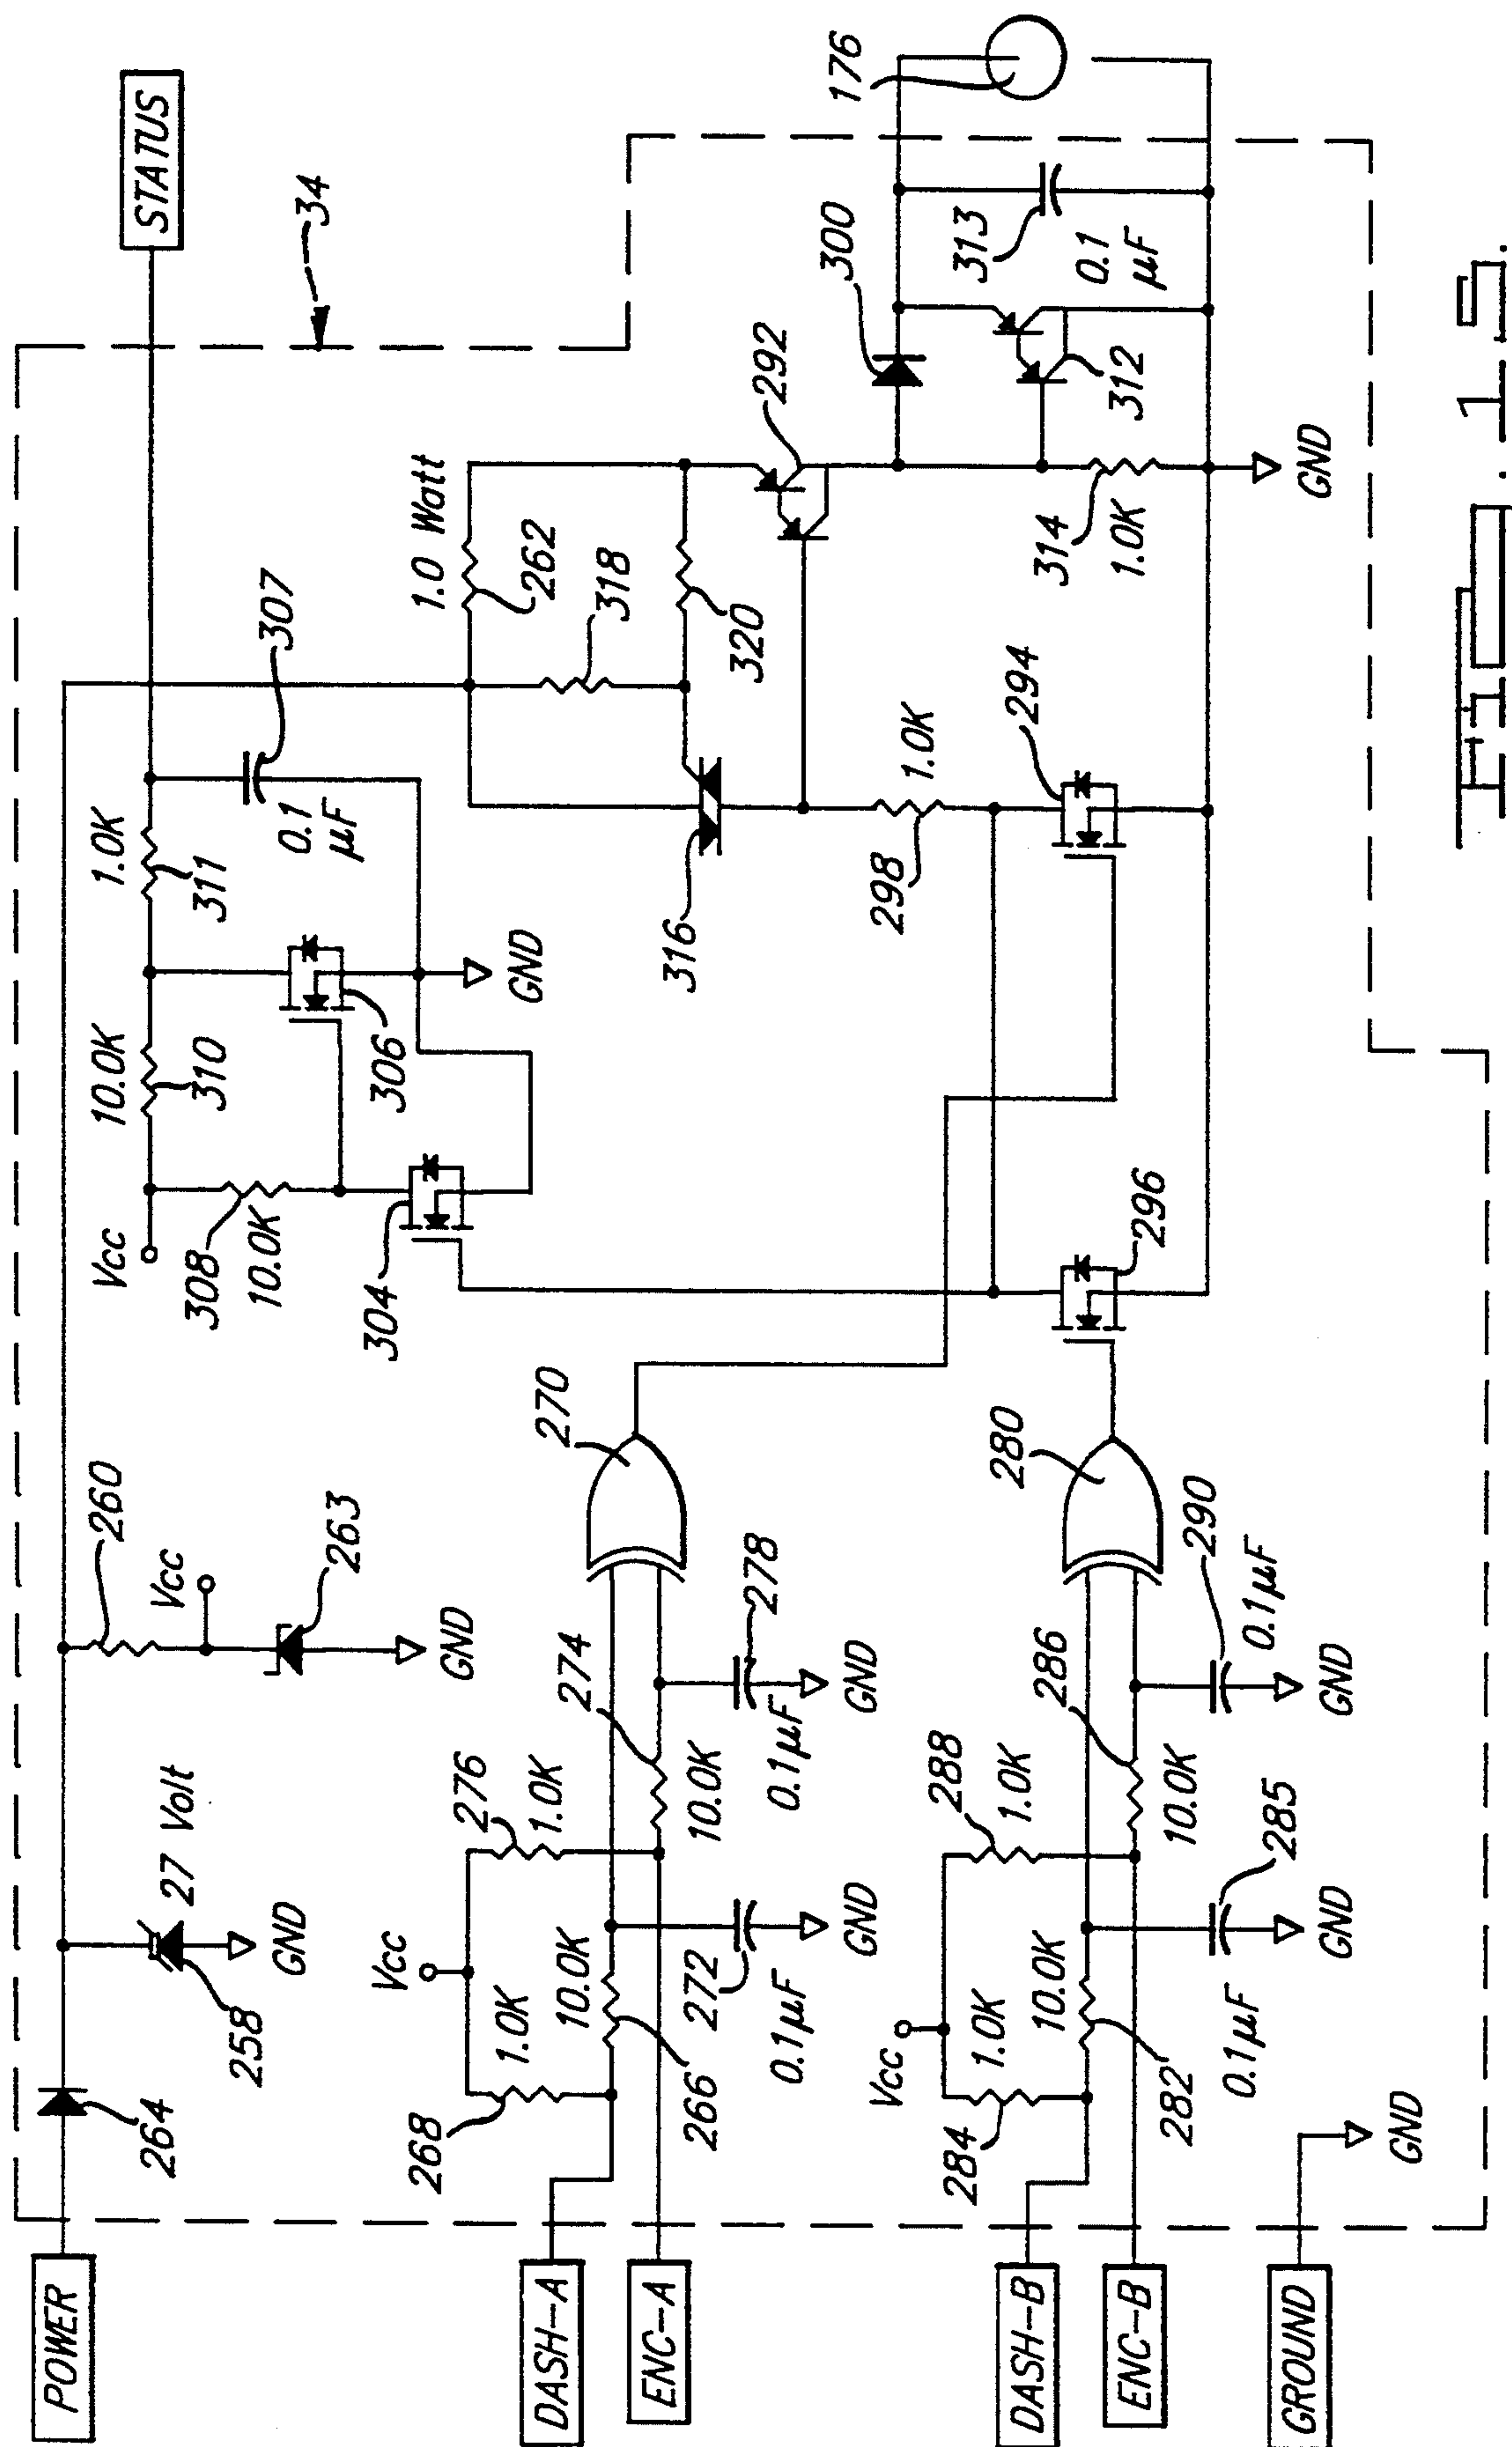 POWER
264
258
27 Volt
GND
260
Vcc
263
GND
Vcc
308
10.0K
10.0K
310
1.0K
311
STATUS
304
306
GND
0.1
μF
307
34
DASH-A
ENC-A
268
1.0K
Vcc
276
1.0K
10.0K
266
272
0.1μF
GND
10.0K
274
0.1μF
278
GND
270
316
1.0 Watt
262
318
320
292
300
176
313
0.1
μF
312
314
1.0K
GND
298
1.0K
294
296
DASH-B
ENC-B
284
1.0K
Vcc
288
1.0K
10.0K
282
285
0.1μF
GND
10.0K
286
290
0.1μF
GND
280
GROUND
GND
Fig. 15.